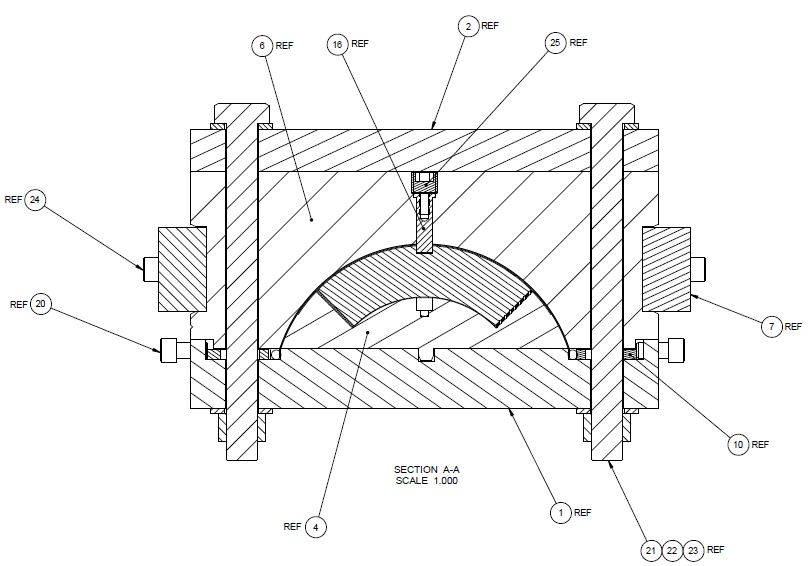 2 REF
6 REF
16 REF
25 REF
REF 24
REF 20
7 REF
10 REF
SECTION A-A
SCALE 1.000
1 REF
REF 4
21 22 23 REF